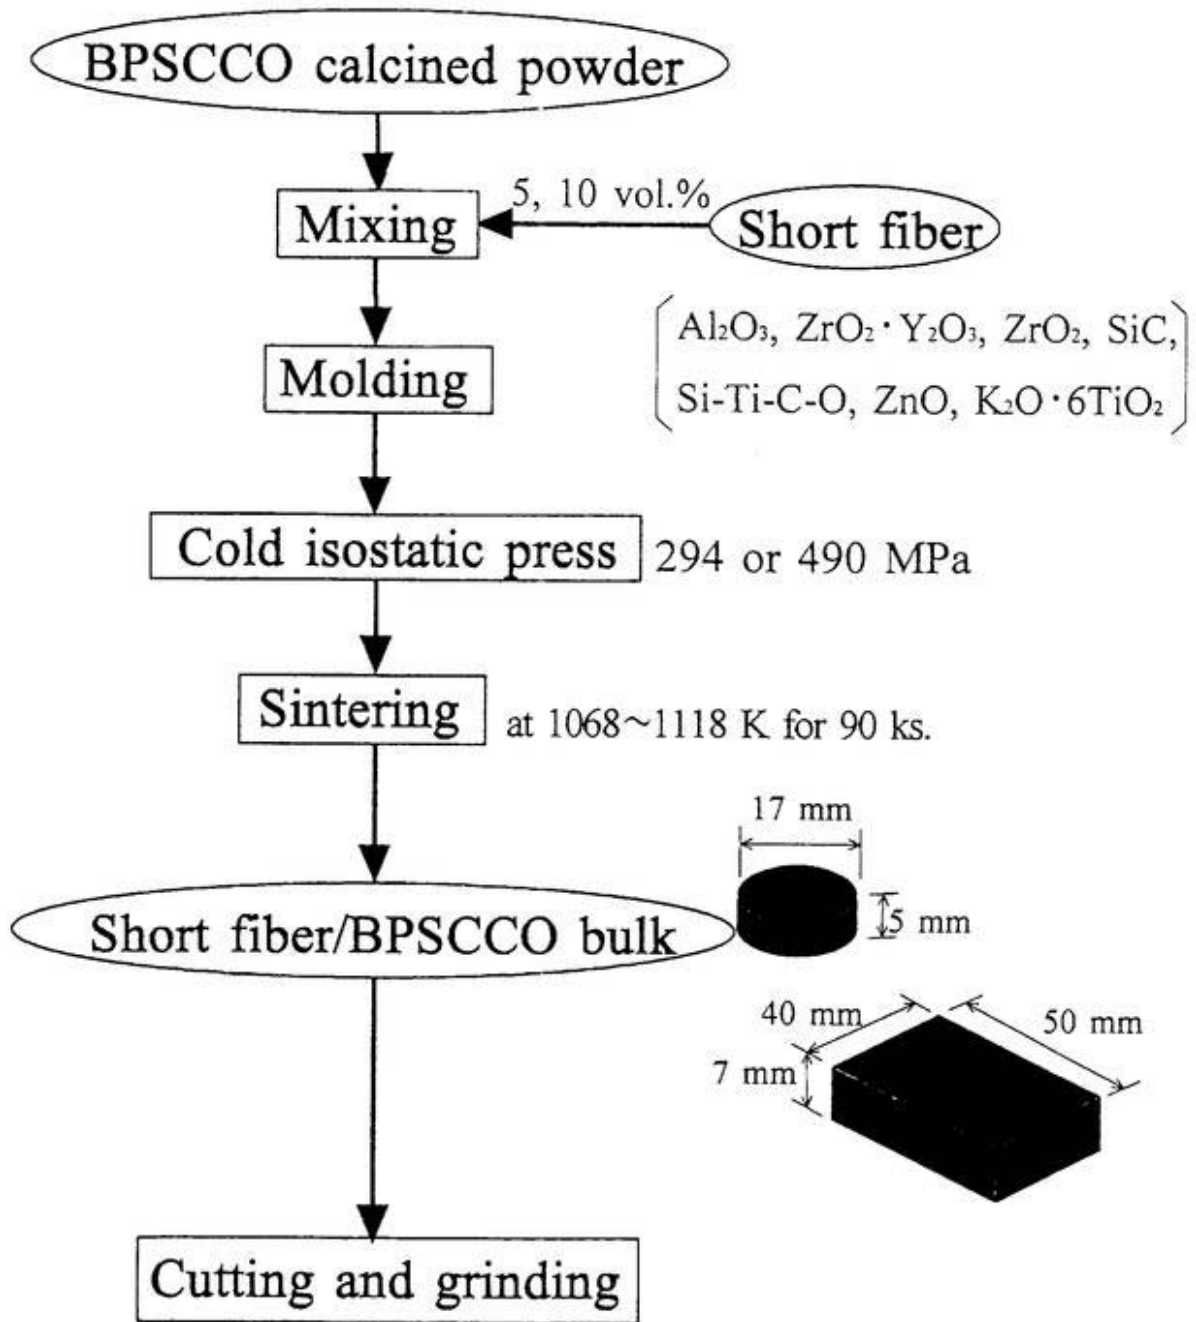 BPSCCO calcined powder
5, 10 vol.%
Mixing
Short fiber
Al₂O₃, ZrO₂·Y₂O₃, ZrO₂, SiC,
Molding
Si-Ti-C-O, ZnO, K₂O·6TiO₂
Cold isostatic press 294 or 490 MPa
Sintering at 1068~1118 K for 90 ks.
17 mm
Short fiber/BPSCCO bulk
5 mm
40 mm
50 mm
7 mm
Cutting and grinding